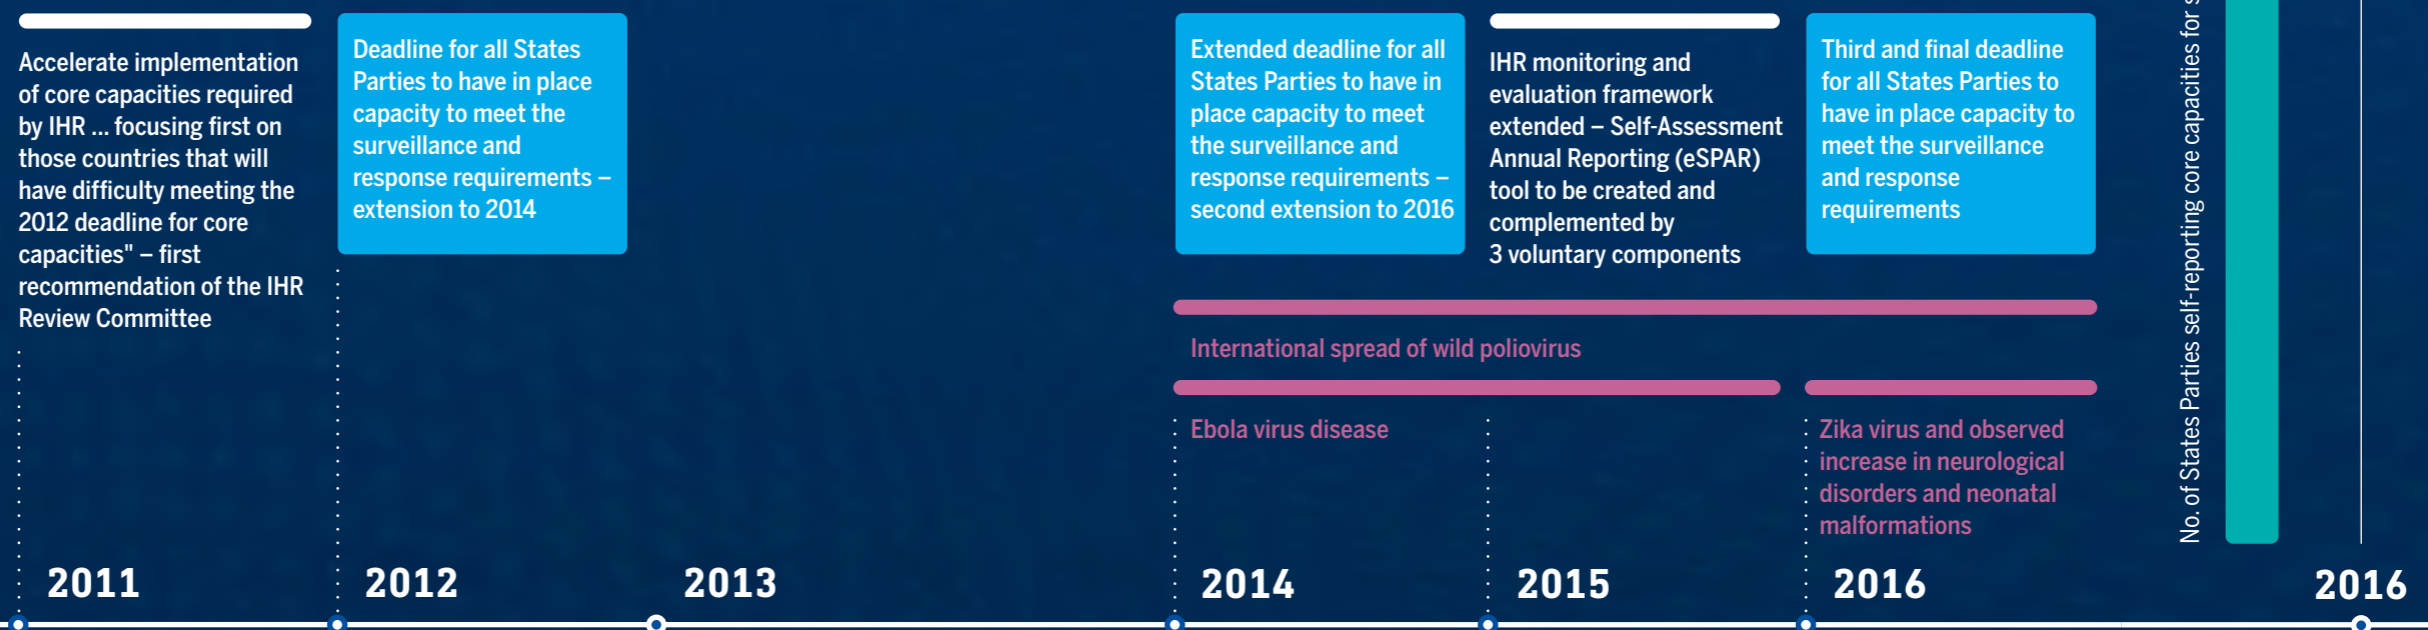 Accelerate implementation
of core capacities required
by IHR ... focusing first on
those countries that will
have difficulty meeting the
2012 deadline for core
capacities" – first
recommendation of the IHR
Review Committee
Deadline for all States
Parties to have in place
capacity to meet the
surveillance and
response requirements –
extension to 2014
Extended deadline for all
States Parties to have in
place capacity to meet
the surveillance and
response requirements –
second extension to 2016
IHR monitoring and
evaluation framework
extended – Self-Assessment
Annual Reporting (eSPAR)
tool to be created and
complemented by
3 voluntary components
Third and final deadline
for all States Parties to
have in place capacity to
meet the surveillance
and response
requirements
International spread of wild poliovirus
Ebola virus disease
Zika virus and observed
increase in neurological
disorders and neonatal
malformations
No. of States Parties self-reporting core capacities for
2011
2012
2013
2014
2015
2016
2016